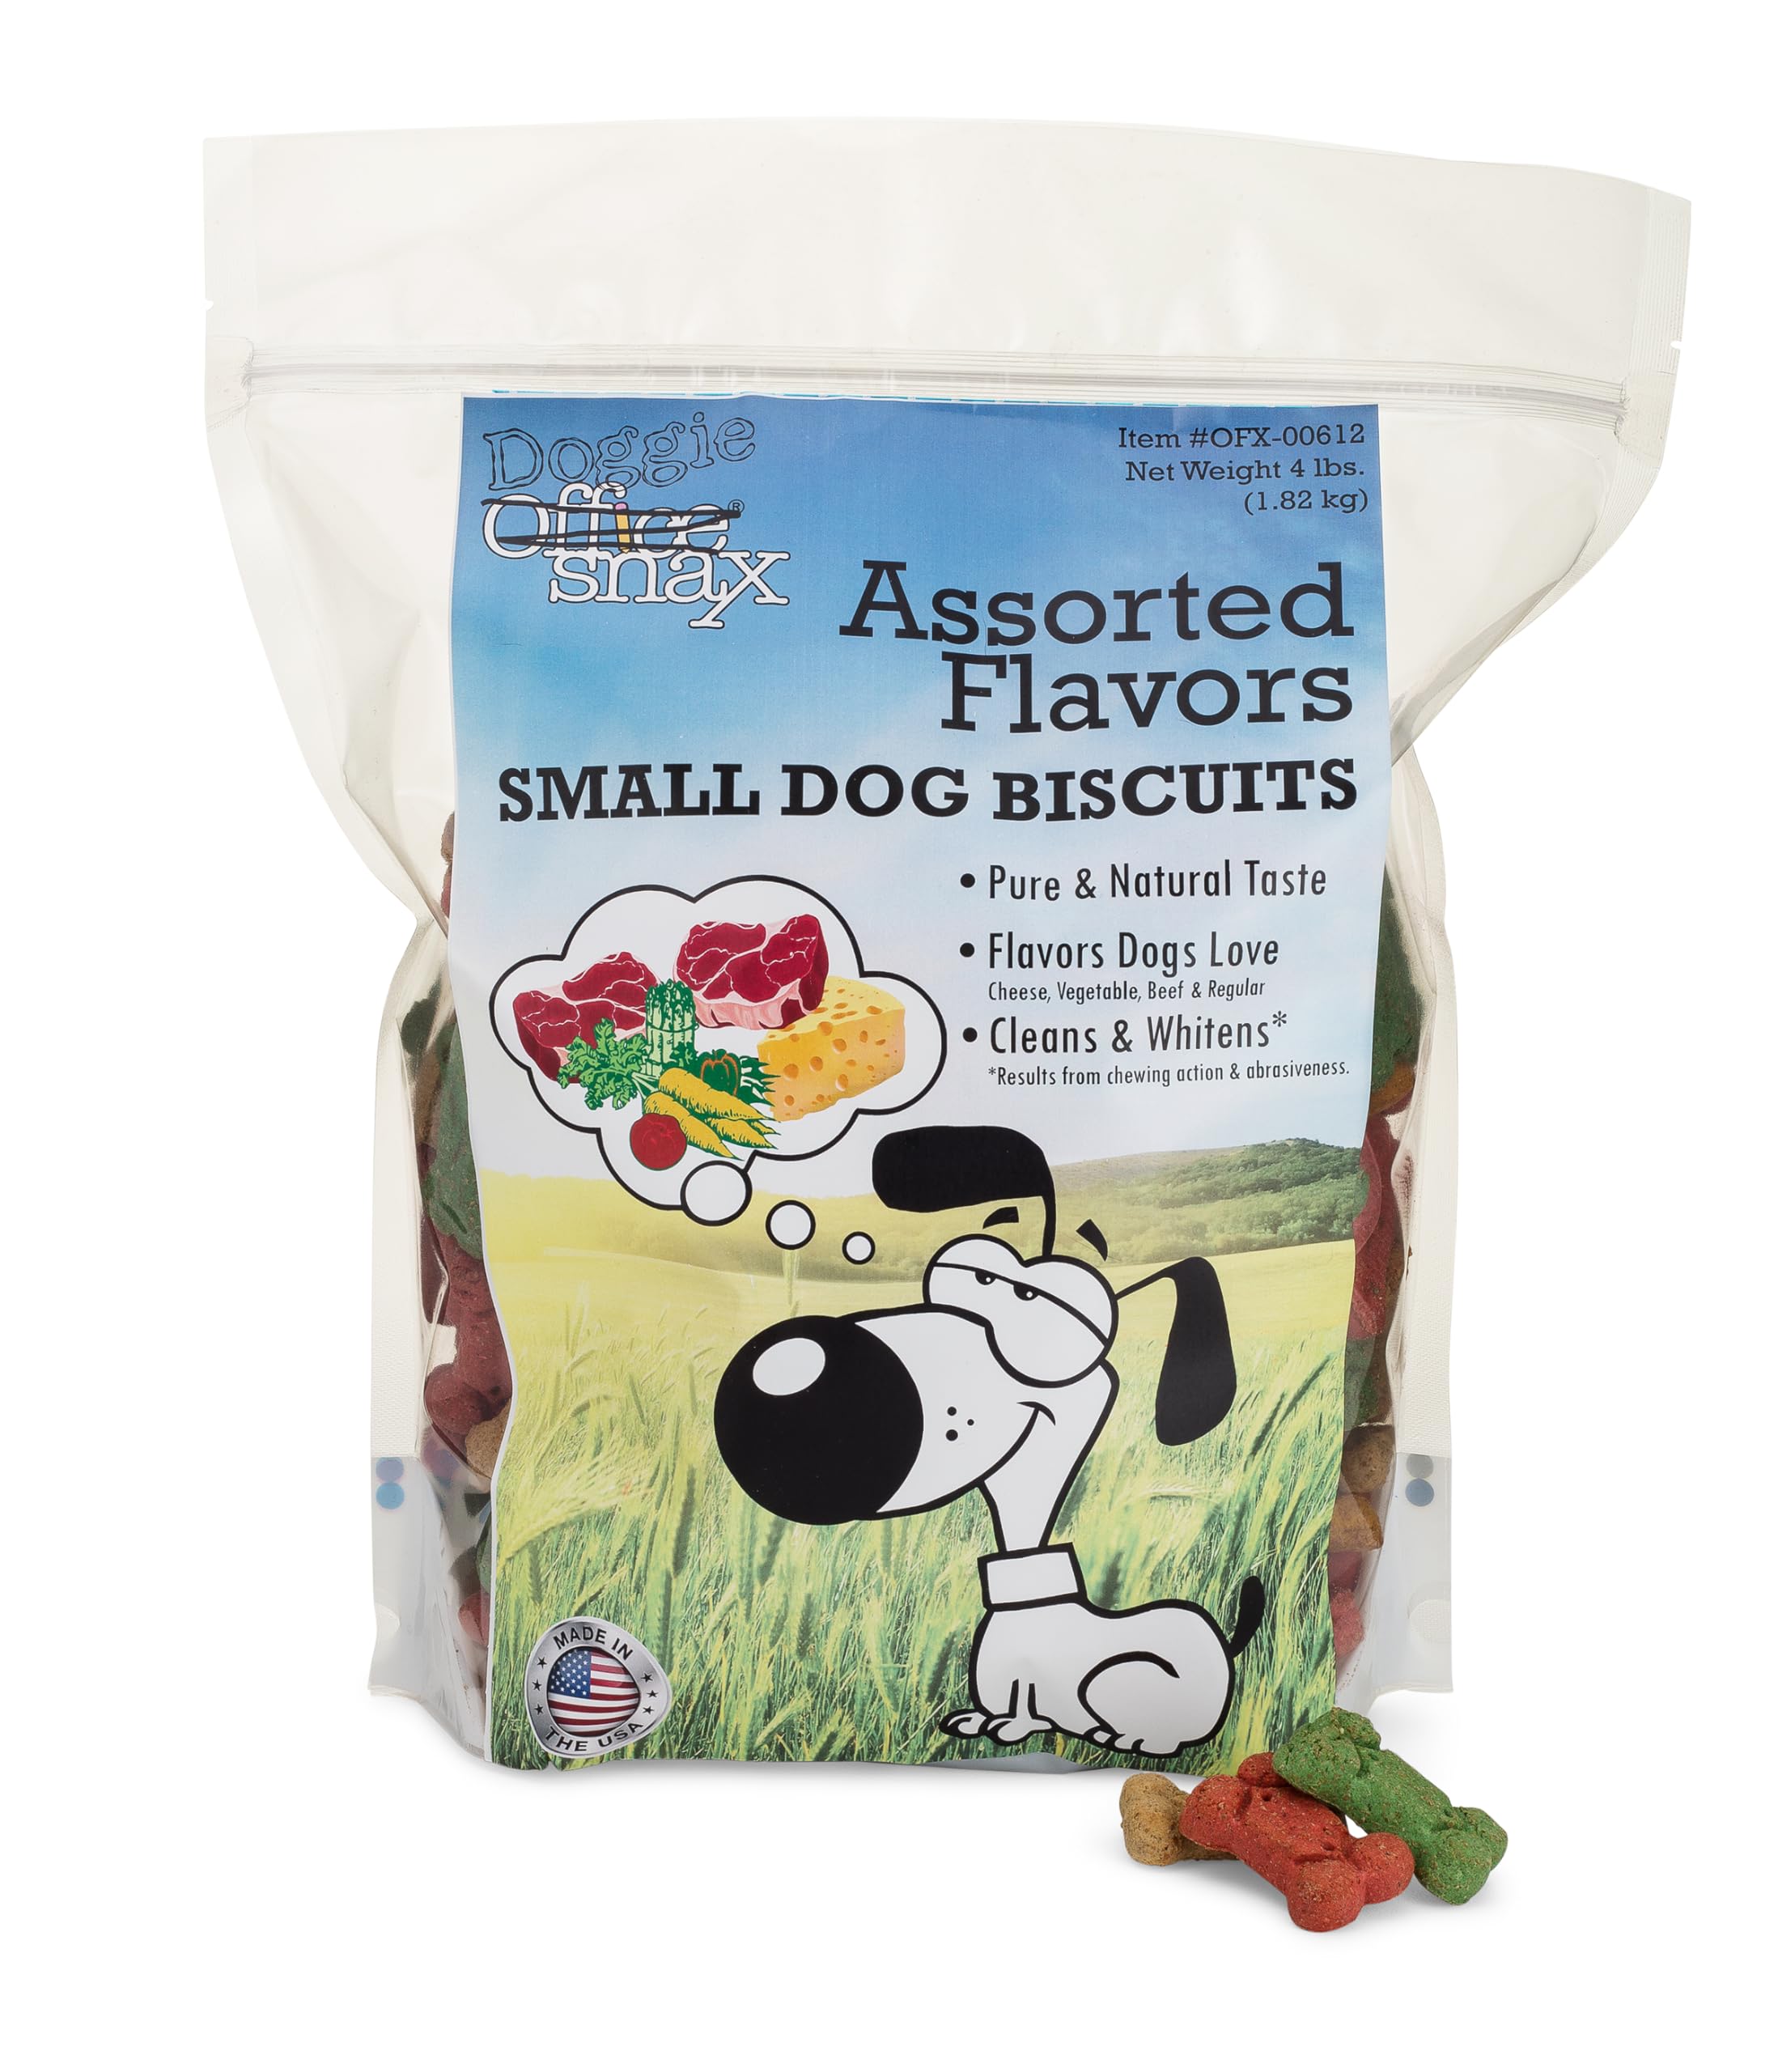 Doggie
Office®
snax
Item #OFX-00612
Net Weight 4 lbs.
(1.82 kg)
Assorted
Flavors
SMALL DOG BISCUITS
• Pure & Natural Taste
• Flavors Dogs Love
Cheese, Vegetable, Beef & Regular
• Cleans & Whitens*
*Results from chewing action & abrasiveness.
MADE IN
THE USA